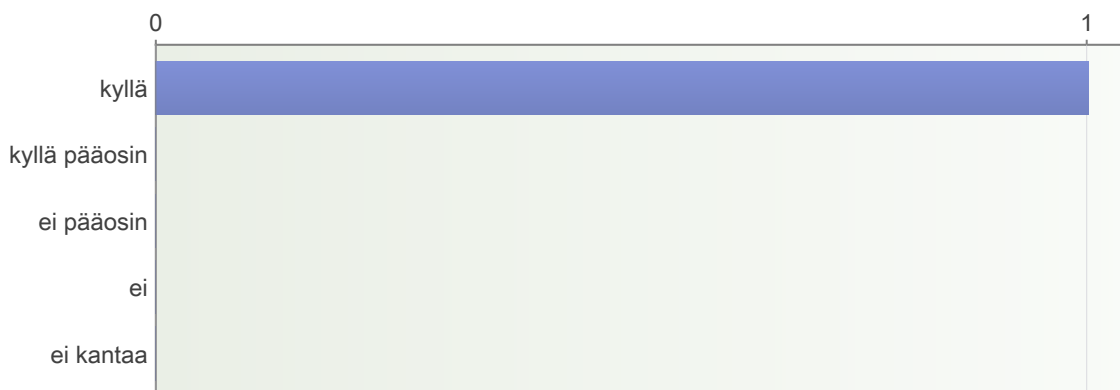 0 1
kyllä
kyllä pääosin
ei pääosin
ei
ei kantaa